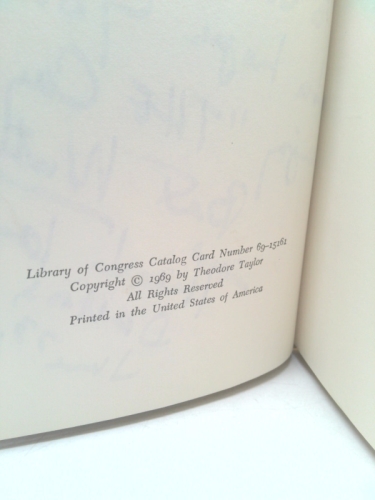 Library of Congress Catalog Card Number 69-15161
Copyright © 1969 by Theodore Taylor
All Rights Reserved
Printed in the United States of America